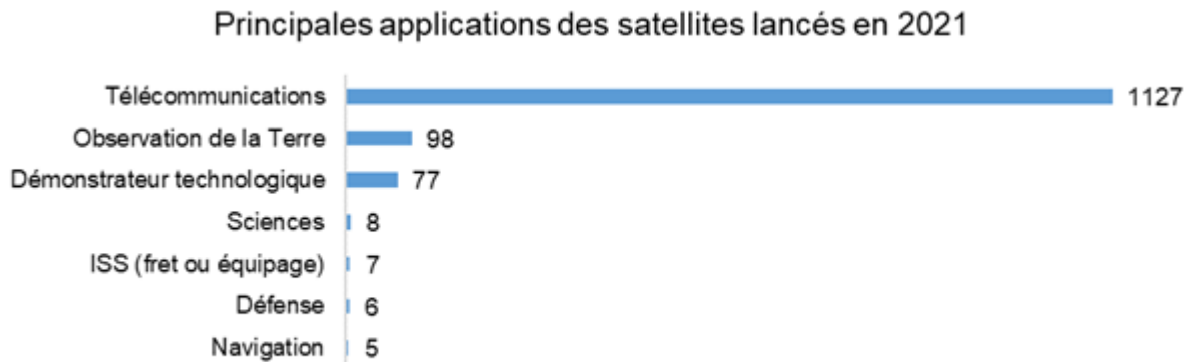 Principales applications des satellites lancés en 2021
Télécommunications 1127
Observation de la Terre 98
Démonstrateur technologique 77
Sciences 8
ISS (fret ou équipage) 7
Défense 6
Navigation 5